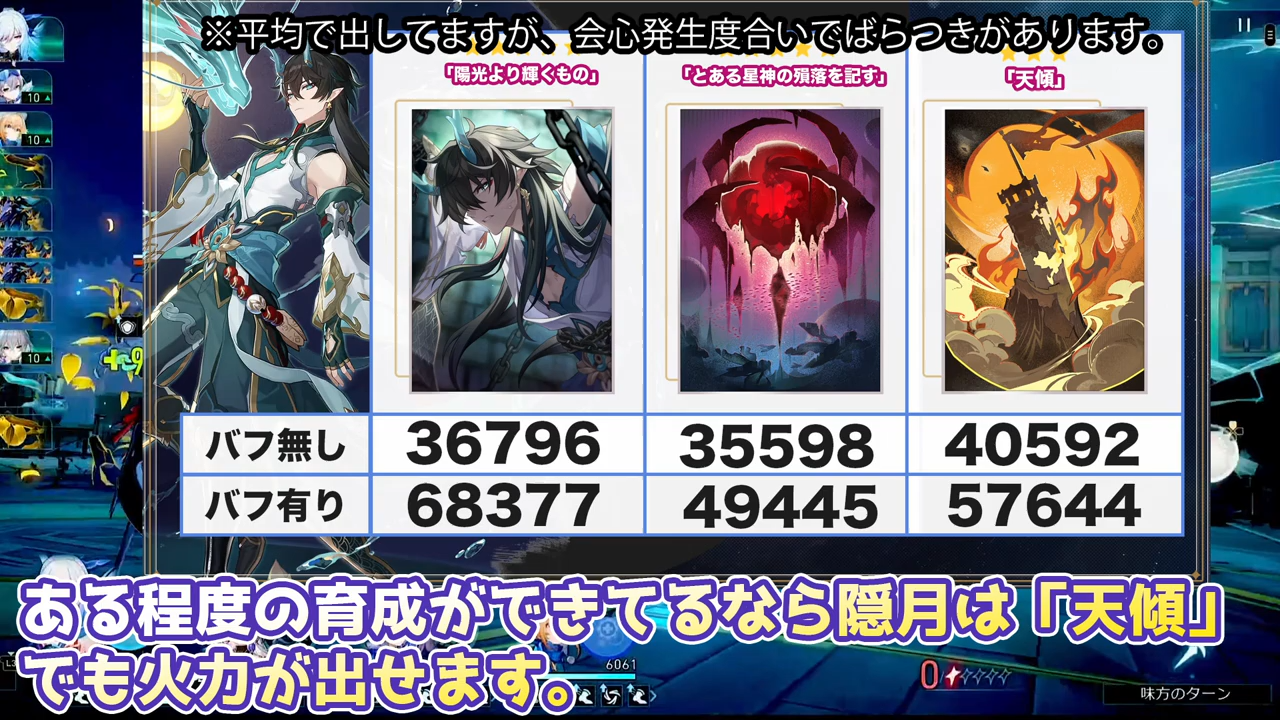 ※平均で出してますが、会心発生度合いでばらつきがあります。
「陽光より輝くもの」
「とある星神の殞落を記す」
「天傾」
バフ無し 36796 35598 40592
バフ有り 68377 49445 57644
10
10
10
ある程度の育成ができてるなら隠月は「天傾」
でも火力が出せます。
6061
0
味方のターン